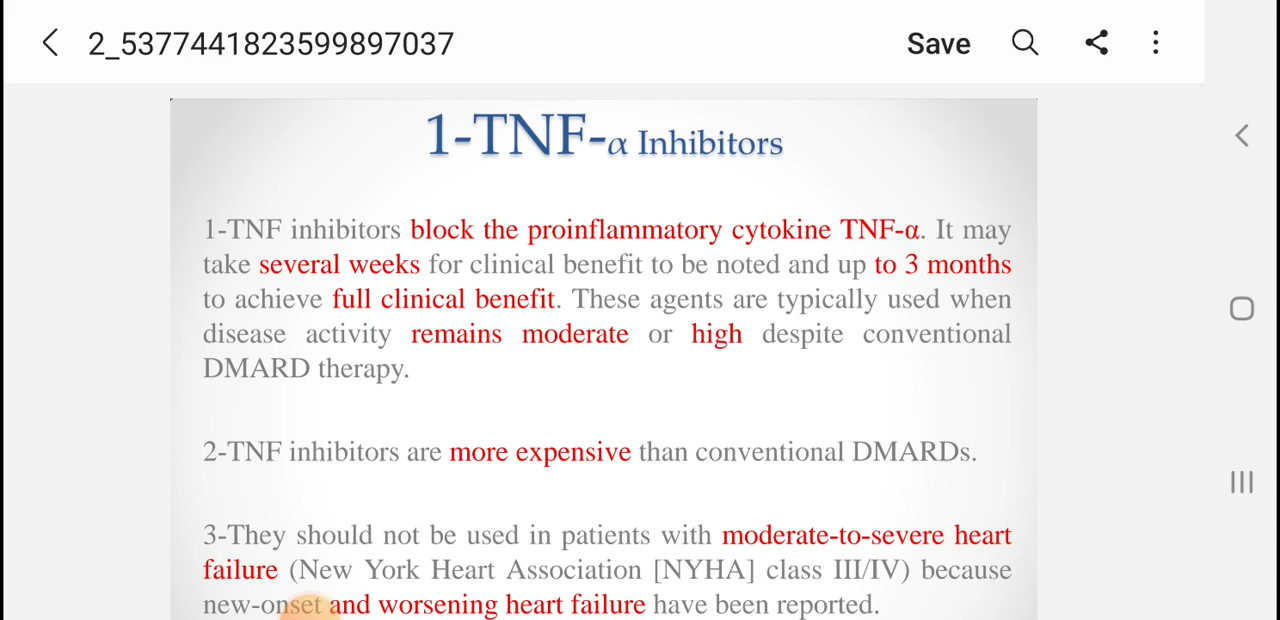 2_5377441823599897037
Save
1-TNF-α Inhibitors
1-TNF inhibitors block the proinflammatory cytokine TNF-α. It may
take several weeks for clinical benefit to be noted and up to 3 months
to achieve full clinical benefit. These agents are typically used when
disease activity remains moderate or high despite conventional
DMARD therapy.
2-TNF inhibitors are more expensive than conventional DMARDs.
3-They should not be used in patients with moderate-to-severe heart
failure (New York Heart Association [NYHA] class III/IV) because
new-onset and worsening heart failure have been reported.